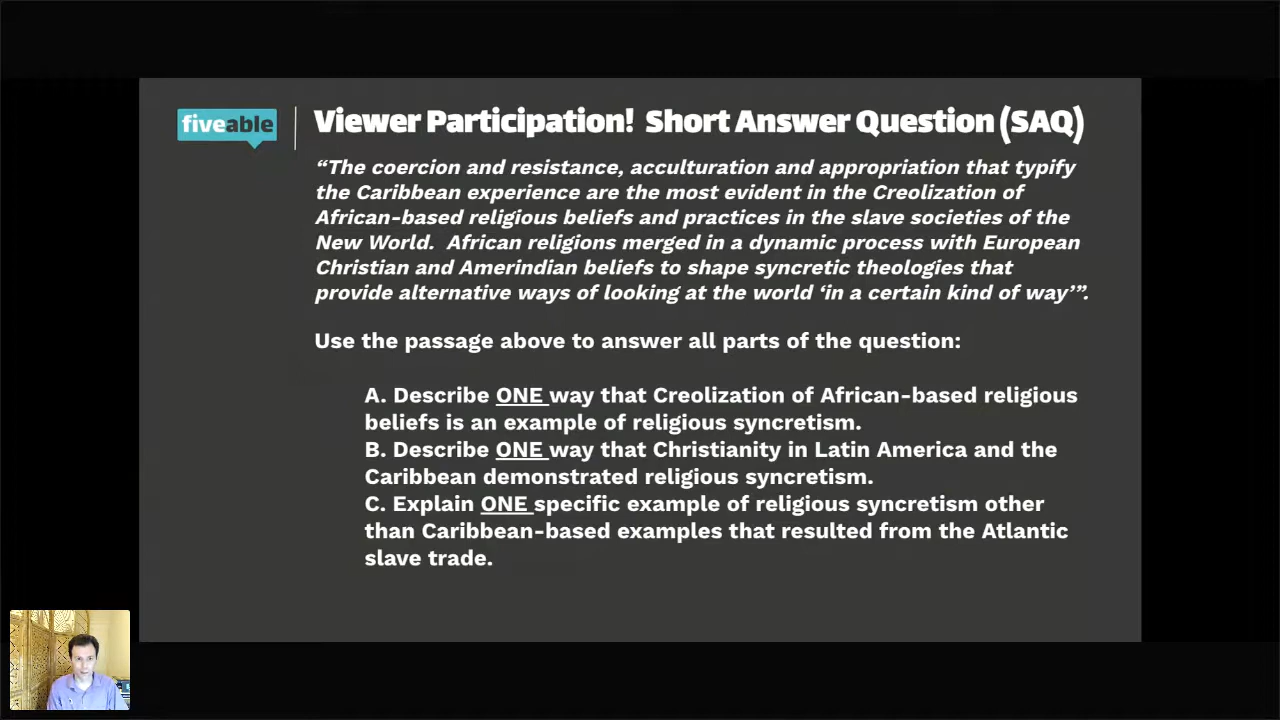 fiveable
Viewer Participation! Short Answer Question (SAQ)
“The coercion and resistance, acculturation and appropriation that typify
the Caribbean experience are the most evident in the Creolization of
African-based religious beliefs and practices in the slave societies of the
New World.  African religions merged in a dynamic process with European
Christian and Amerindian beliefs to shape syncretic theologies that
provide alternative ways of looking at the world ‘in a certain kind of way’”.
Use the passage above to answer all parts of the question:
A. Describe ONE way that Creolization of African-based religious
beliefs is an example of religious syncretism.
B. Describe ONE way that Christianity in Latin America and the
Caribbean demonstrated religious syncretism.
C. Explain ONE specific example of religious syncretism other
than Caribbean-based examples that resulted from the Atlantic
slave trade.